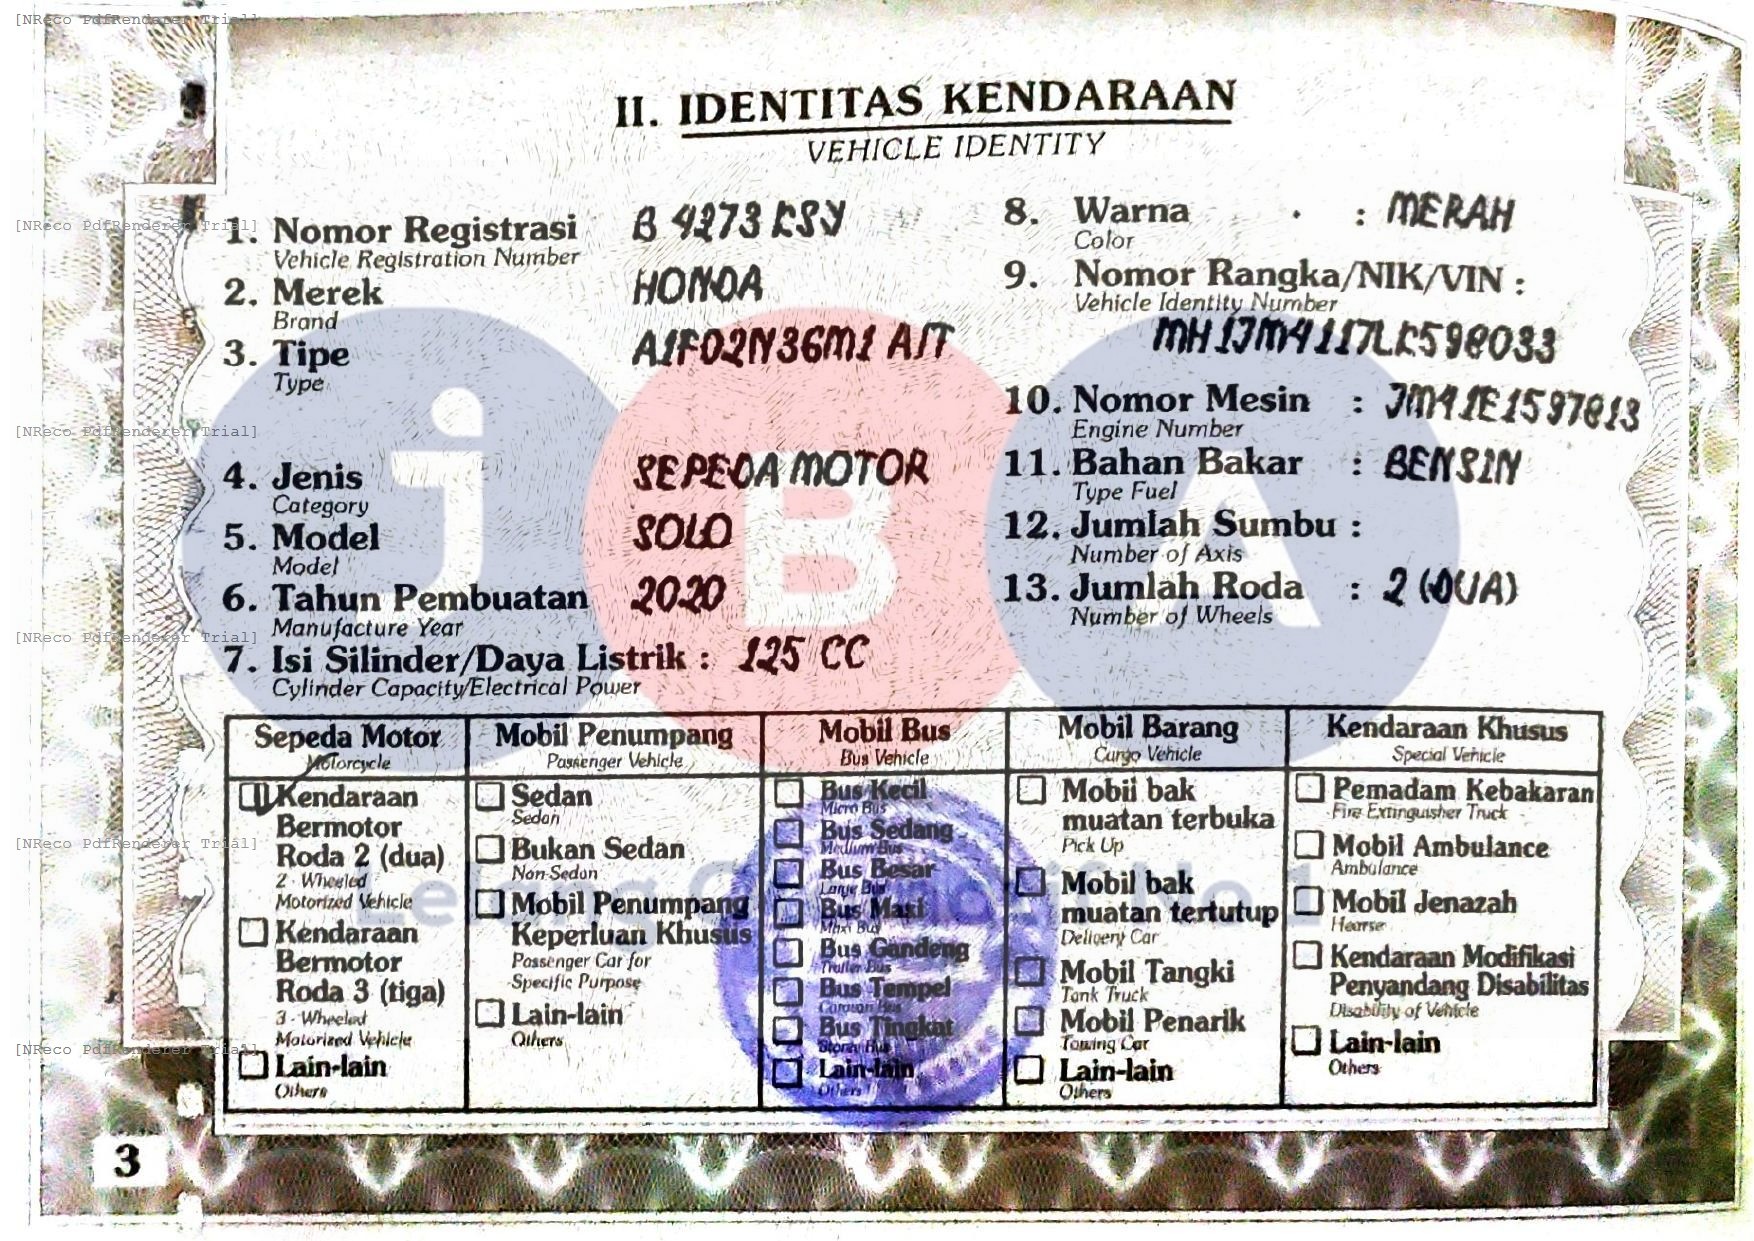 [NReco PdfRenderer Trial]
II. IDENTITAS KENDARAAN
VEHICLE IDENTITY
1. Nomor Registrasi B 4273 KSY
Vehicle Registration Number
2. Merek HONDA
Brand
3. Tipe A1F02N36M1 A/T
Type
4. Jenis SEPEDA MOTOR
Category
5. Model SOLO
Model
6. Tahun Pembuatan 2020
Manufacture Year
7. Isi Silinder/Daya Listrik : 125 CC
Cylinder Capacity/Electrical Power
8. Warna : MERAH
Color
9. Nomor Rangka/NIK/VIN :
Vehicle Identity Number
MH1JM4117LK598033
10. Nomor Mesin : JM41E1597813
Engine Number
11. Bahan Bakar : BENSIN
Type Fuel
12. Jumlah Sumbu :
Number of Axis
13. Jumlah Roda : 2 (DUA)
Number of Wheels
[NReco PdfRenderer Trial]
[NReco PdfRenderer Trial]
[NReco PdfRenderer Trial]
jBA
Sepeda Motor
Motorcycle
Kendaraan
Bermotor
Roda 2 (dua)
2 - Wheeled
Motorized Vehicle
Kendaraan
Bermotor
Roda 3 (tiga)
3 - Wheeled
Motorized Vehicle
Lain-lain
Others
Mobil Penumpang
Passenger Vehicle
Sedan
Sedan
Bukan Sedan
Non-Sedan
Mobil Penumpang
Keperluan Khusus
Passenger Car for
Specific Purpose
Lain-lain
Others
Mobil Bus
Bus Vehicle
Bus Kecil
Micro Bus
Bus Sedang
Medium Bus
Bus Besar
Large Bus
Bus Maxi
Maxi Bus
Bus Gandeng
Trailer Bus
Bus Tempel
Caravan Bus
Bus Tingkat
Storey Bus
Lain-lain
Others
Mobil Barang
Cargo Vehicle
Mobil bak
muatan terbuka
Pick Up
Mobil bak
muatan tertutup
Delivery Car
Mobil Tangki
Tank Truck
Mobil Penarik
Towing Car
Lain-lain
Others
Kendaraan Khusus
Special Vehicle
Pemadam Kebakaran
Fire Extinguisher Truck
Mobil Ambulance
Ambulance
Mobil Jenazah
Hearse
Kendaraan Modifikasi
Penyandang Disabilitas
Disability of Vehicle
Lain-lain
Others
[NReco PdfRenderer Trial]
[NReco PdfRenderer Trial]
3